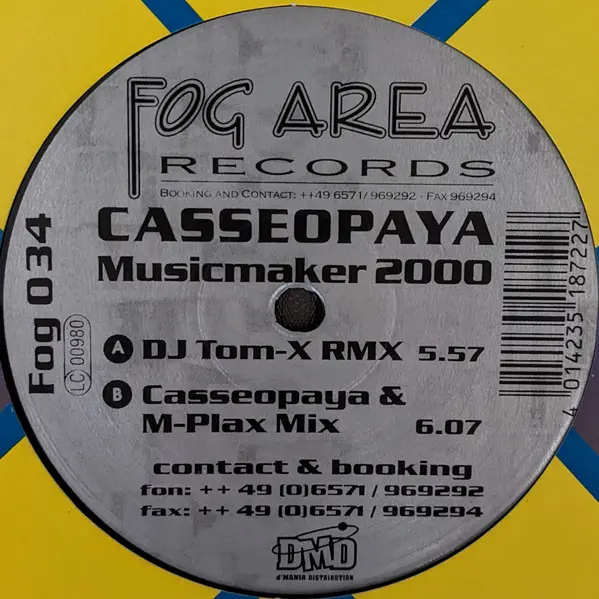 FOG AREA
RECORDS
BOOKING AND CONTACT: ++49 6571/969292 - FAX 969294
CASSEOPAYA
Musicmaker 2000
A DJ Tom-X RMX 5.57
B Casseopaya &
M-Plax Mix 6.07
contact & booking
fon: ++ 49 (0)6571 / 969292
fax: ++ 49 (0)6571 / 969294
DMD
d'MANIA DISTRIBUTION
Fog 034
LC 00980
4 014235 187227